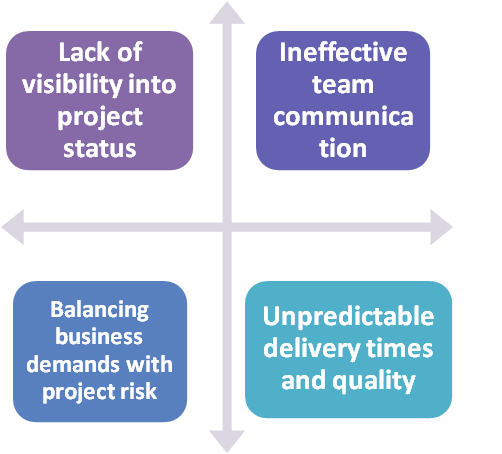 Lack of
visibility into
project
status
Ineffective
team
communica
tion
Balancing
business
demands with
project risk
Unpredictable
delivery times
and quality